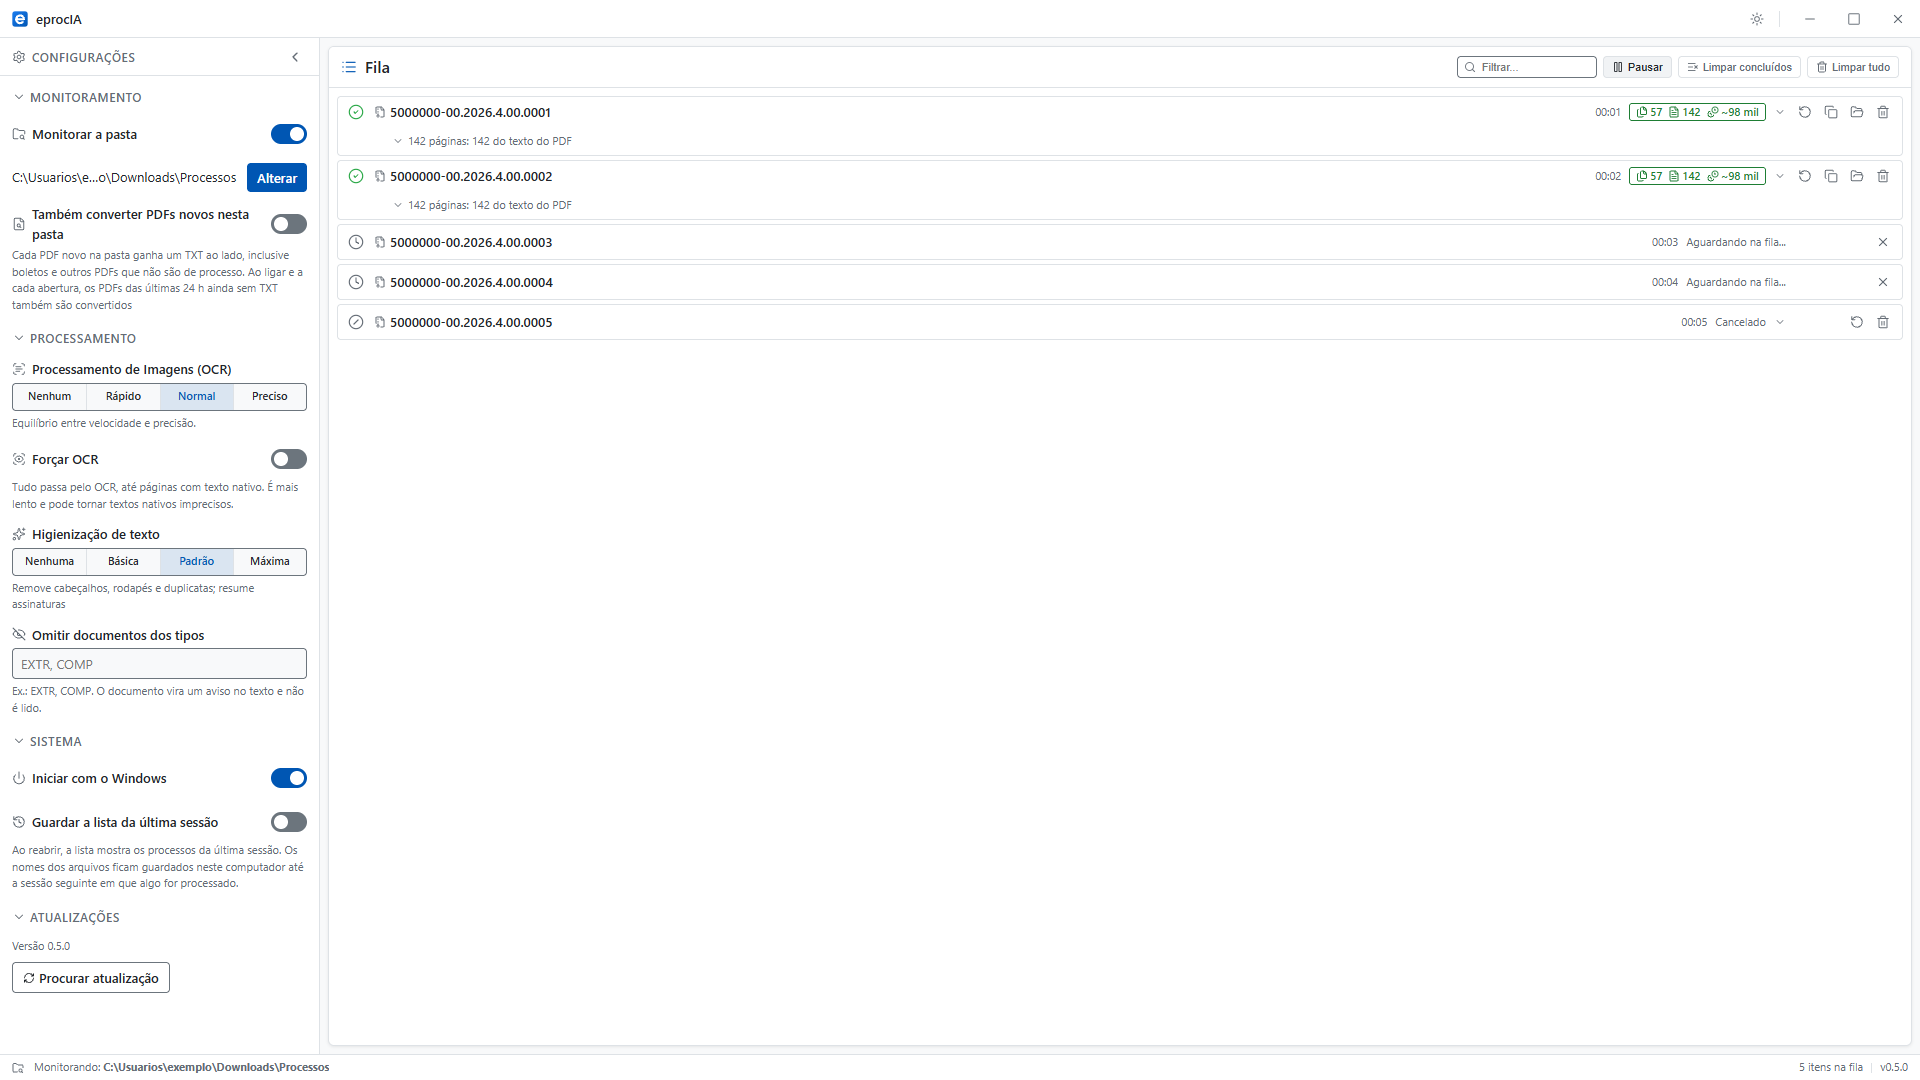 eprocIA
CONFIGURAÇÕES
MONITORAMENTO
Monitorar a pasta
C:\Usuarios\e...o\Downloads\Processos
Alterar
Também converter PDFs novos nesta
pasta
Cada PDF novo na pasta ganha um TXT ao lado, inclusive
boletos e outros PDFs que não são de processo. Ao ligar e a
cada abertura, os PDFs das últimas 24 h ainda sem TXT
também são convertidos
PROCESSAMENTO
Processamento de Imagens (OCR)
Nenhum Rápido Normal Preciso
Equilíbrio entre velocidade e precisão.
Forçar OCR
Tudo passa pelo OCR, até páginas com texto nativo. É mais
lento e pode tornar textos nativos imprecisos.
Higienização de texto
Nenhuma Básica Padrão Máxima
Remove cabeçalhos, rodapés e duplicatas; resume
assinaturas
Omitir documentos dos tipos
EXTR, COMP
Ex.: EXTR, COMP. O documento vira um aviso no texto e não
é lido.
SISTEMA
Iniciar com o Windows
Guardar a lista da última sessão
Ao reabrir, a lista mostra os processos da última sessão. Os
nomes dos arquivos ficam guardados neste computador até
a sessão seguinte em que algo for processado.
ATUALIZAÇÕES
Versão 0.5.0
Procurar atualização
Fila
Filtrar...
Pausar
Limpar concluídos
Limpar tudo
5000000-00.2026.4.00.0001 00:01 57 142 ~98 mil
142 páginas: 142 do texto do PDF
5000000-00.2026.4.00.0002 00:02 57 142 ~98 mil
142 páginas: 142 do texto do PDF
5000000-00.2026.4.00.0003 00:03 Aguardando na fila...
5000000-00.2026.4.00.0004 00:04 Aguardando na fila...
5000000-00.2026.4.00.0005 00:05 Cancelado
Monitorando: C:\Usuarios\exemplo\Downloads\Processos
5 itens na fila v0.5.0